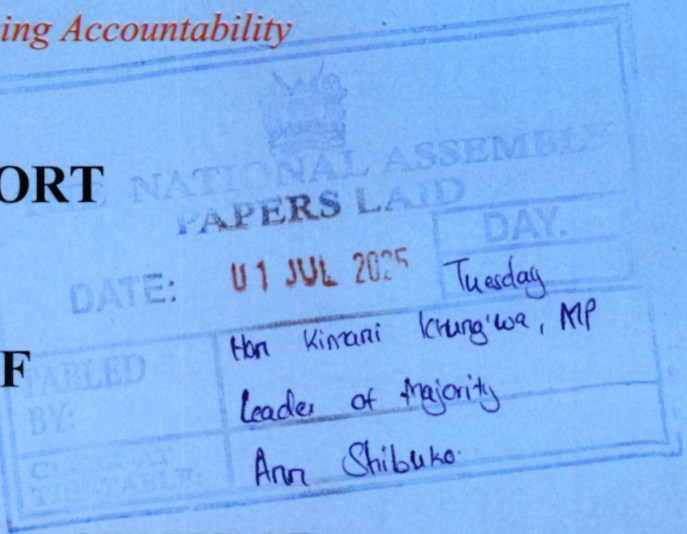 ing Accountability
ORT
THE NATIONAL ASSEMBLY
PAPERS LAID
DATE: 01 JUL 2025 DAY.
Tuesday
F
TABLED BY: Hon Kimani Ichung'wa, MP
Leader of Majority
CLERK-AT THE-TABLE: Ann Shibuko